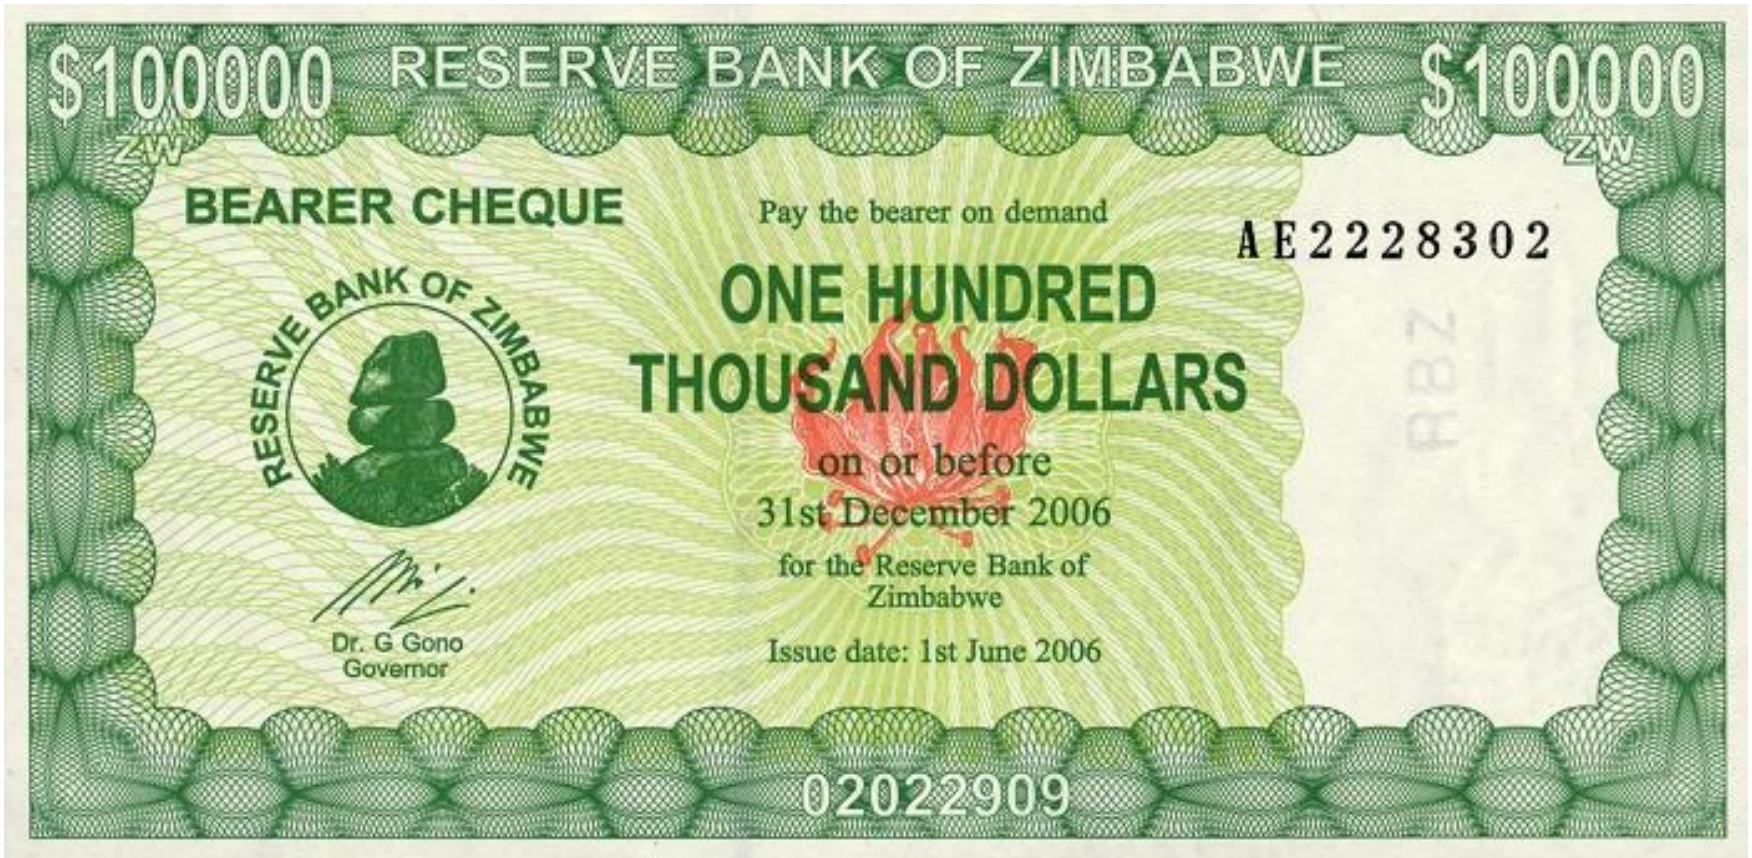 $100000 RESERVE BANK OF ZIMBABWE $100000
ZW ZW
BEARER CHEQUE
Pay the bearer on demand
AE2228302
ONE HUNDRED
THOUSAND DOLLARS
on or before
31st December 2006
for the Reserve Bank of
Zimbabwe
Issue date: 1st June 2006
RESERVE BANK OF ZIMBABWE
Dr. G Gono
Governor
RBZ
02022909